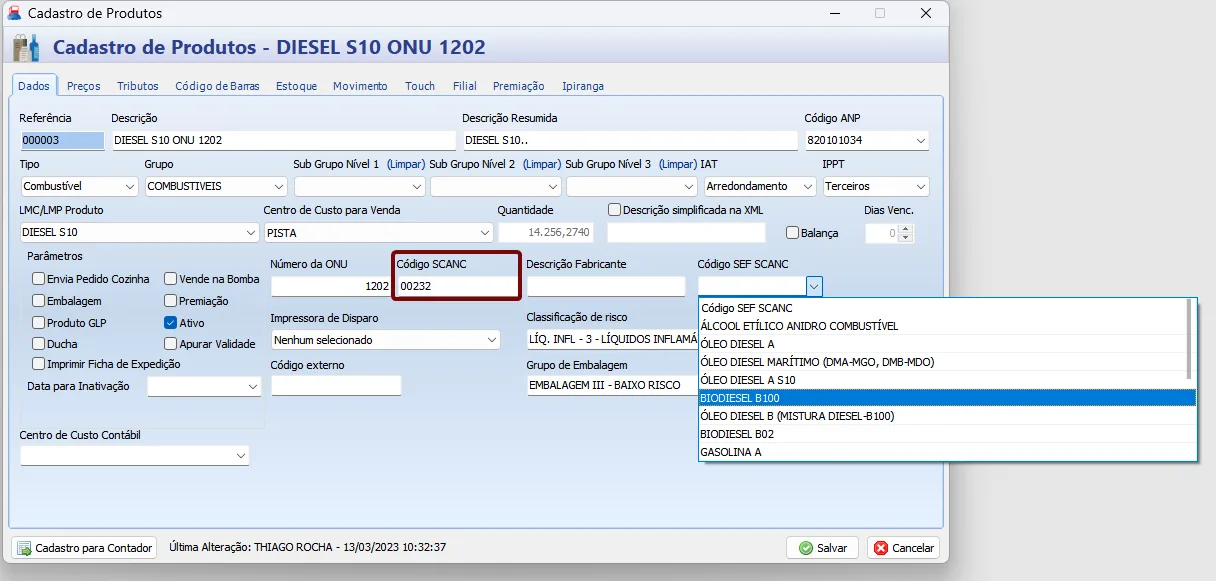 Cadastro de Produtos
Cadastro de Produtos - DIESEL S10 ONU 1202
Dados Preços Tributos Código de Barras Estoque Movimento Touch Filial Premiação Ipiranga
Referência Descrição Descrição Resumida Código ANP
000003 DIESEL S10 ONU 1202 DIESEL S10.. 820101034
Tipo Grupo Sub Grupo Nível 1 (Limpar) Sub Grupo Nível 2 (Limpar) Sub Grupo Nível 3 (Limpar) IAT IPPT
Combustível COMBUSTIVEIS Arredondamento Terceiros
LMC/LMP Produto Centro de Custo para Venda Quantidade Descrição simplificada na XML Dias Venc.
DIESEL S10 PISTA 14.256,2740 Balança 0
Parâmetros Número da ONU Código SCANC Descrição Fabricante Código SEF SCANC
Envia Pedido Cozinha Vende na Bomba 1202 00232
Embalagem Premiação
Produto GLP Ativo Impressora de Disparo Classificação de risco
Ducha Apurar Validade Nenhum selecionado LÍQ. INFL - 3 - LÍQUIDOS INFLAMÁ
Imprimir Ficha de Expedição Código externo Grupo de Embalagem
Data para Inativação EMBALAGEM III - BAIXO RISCO
Código SEF SCANC
ÁLCOOL ETÍLICO ANIDRO COMBUSTÍVEL
ÓLEO DIESEL A
ÓLEO DIESEL MARÍTIMO (DMA-MGO, DMB-MDO)
ÓLEO DIESEL A S10
BIODIESEL B100
ÓLEO DIESEL B (MISTURA DIESEL-B100)
BIODIESEL B02
GASOLINA A
Centro de Custo Contábil
Cadastro para Contador Última Alteração: THIAGO ROCHA - 13/03/2023 10:32:37 Salvar Cancelar